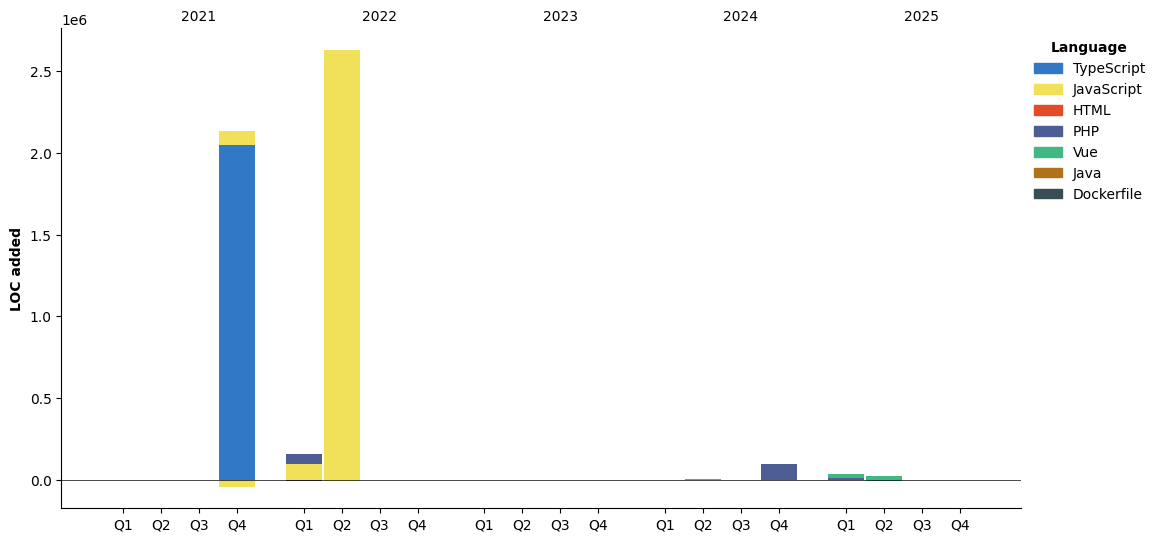 1e6
2021 2022 2023 2024 2025
Language
TypeScript
JavaScript
HTML
PHP
Vue
Java
Dockerfile
LOC added
2.5
2.0
1.5
1.0
0.5
0.0
Q1 Q2 Q3 Q4 Q1 Q2 Q3 Q4 Q1 Q2 Q3 Q4 Q1 Q2 Q3 Q4 Q1 Q2 Q3 Q4